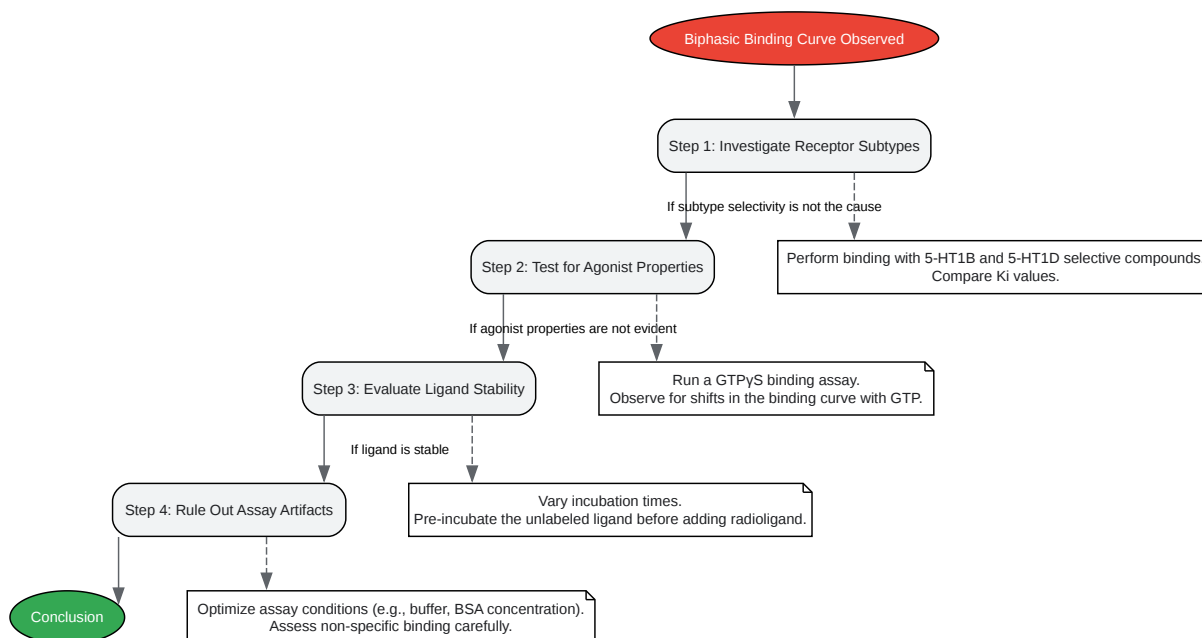 Biphasic Binding Curve Observed
Step 1: Investigate Receptor Subtypes
If subtype selectivity is not the cause
Step 2: Test for Agonist Properties
Perform binding with 5-HT1B and 5-HT1D selective compounds.
Compare Ki values.
If agonist properties are not evident
Step 3: Evaluate Ligand Stability
Run a GTPγS binding assay.
Observe for shifts in the binding curve with GTP.
If ligand is stable
Step 4: Rule Out Assay Artifacts
Vary incubation times.
Pre-incubate the unlabeled ligand before adding radioligand.
Conclusion
Optimize assay conditions (e.g., buffer, BSA concentration).
Assess non-specific binding carefully.